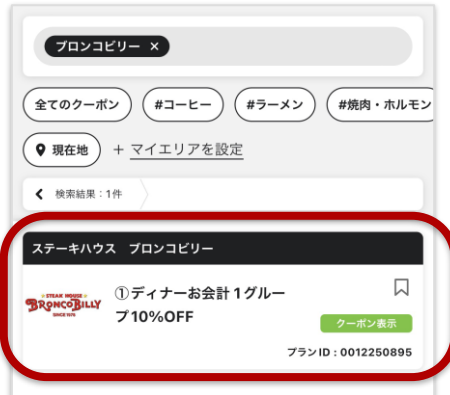 ブロンコビリー ×
全てのクーポン #コーヒー #ラーメン #焼肉・ホルモン
現在地 + マイエリアを設定
検索結果：1件
ステーキハウス ブロンコビリー
①ディナーお会計1グルー
プ10%OFF
STEAK HOUSE
BRONCOBILLY
SINCE 1978
クーポン表示
プランID：0012250895